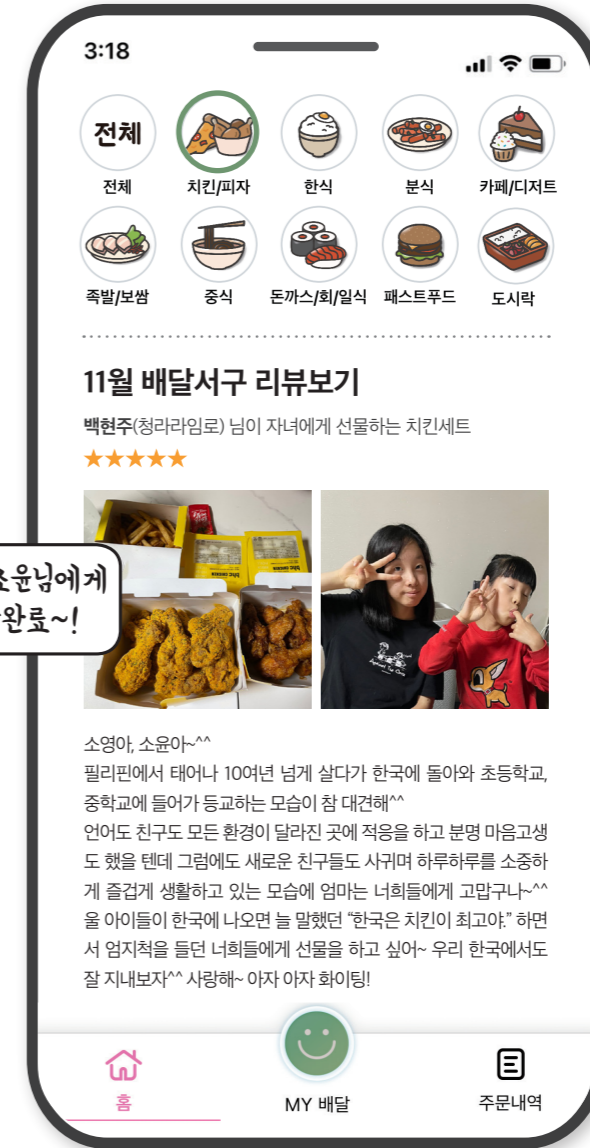 3:18
전체
전체
치킨/피자
한식
분식
카페/디저트
족발/보쌈
중식
돈까스/회/일식
패스트푸드
도시락
11월 배달서구 리뷰보기
백현주(청라라임로) 님이 자녀에게 선물하는 치킨세트
★★★★★
윤님에게
완료~!
소영아, 소윤아~^^
필리핀에서 태어나 10여년 넘게 살다가 한국에 돌아와 초등학교,
중학교에 들어가 등교하는 모습이 참 대견해^^
언어도 친구도 모든 환경이 달라진 곳에 적응을 하고 분명 마음고생
도 했을 텐데 그럼에도 새로운 친구들도 사귀며 하루하루를 소중하
게 즐겁게 생활하고 있는 모습에 엄마는 너희들에게 고맙구나~^^
울 아이들이 한국에 나오면 늘 말했던 “한국은 치킨이 최고야.” 하면
서 엄지척을 들던 너희들에게 선물을 하고 싶어~ 우리 한국에서도
잘 지내보자^^ 사랑해~ 아자 아자 화이팅!
홈
MY 배달
주문내역